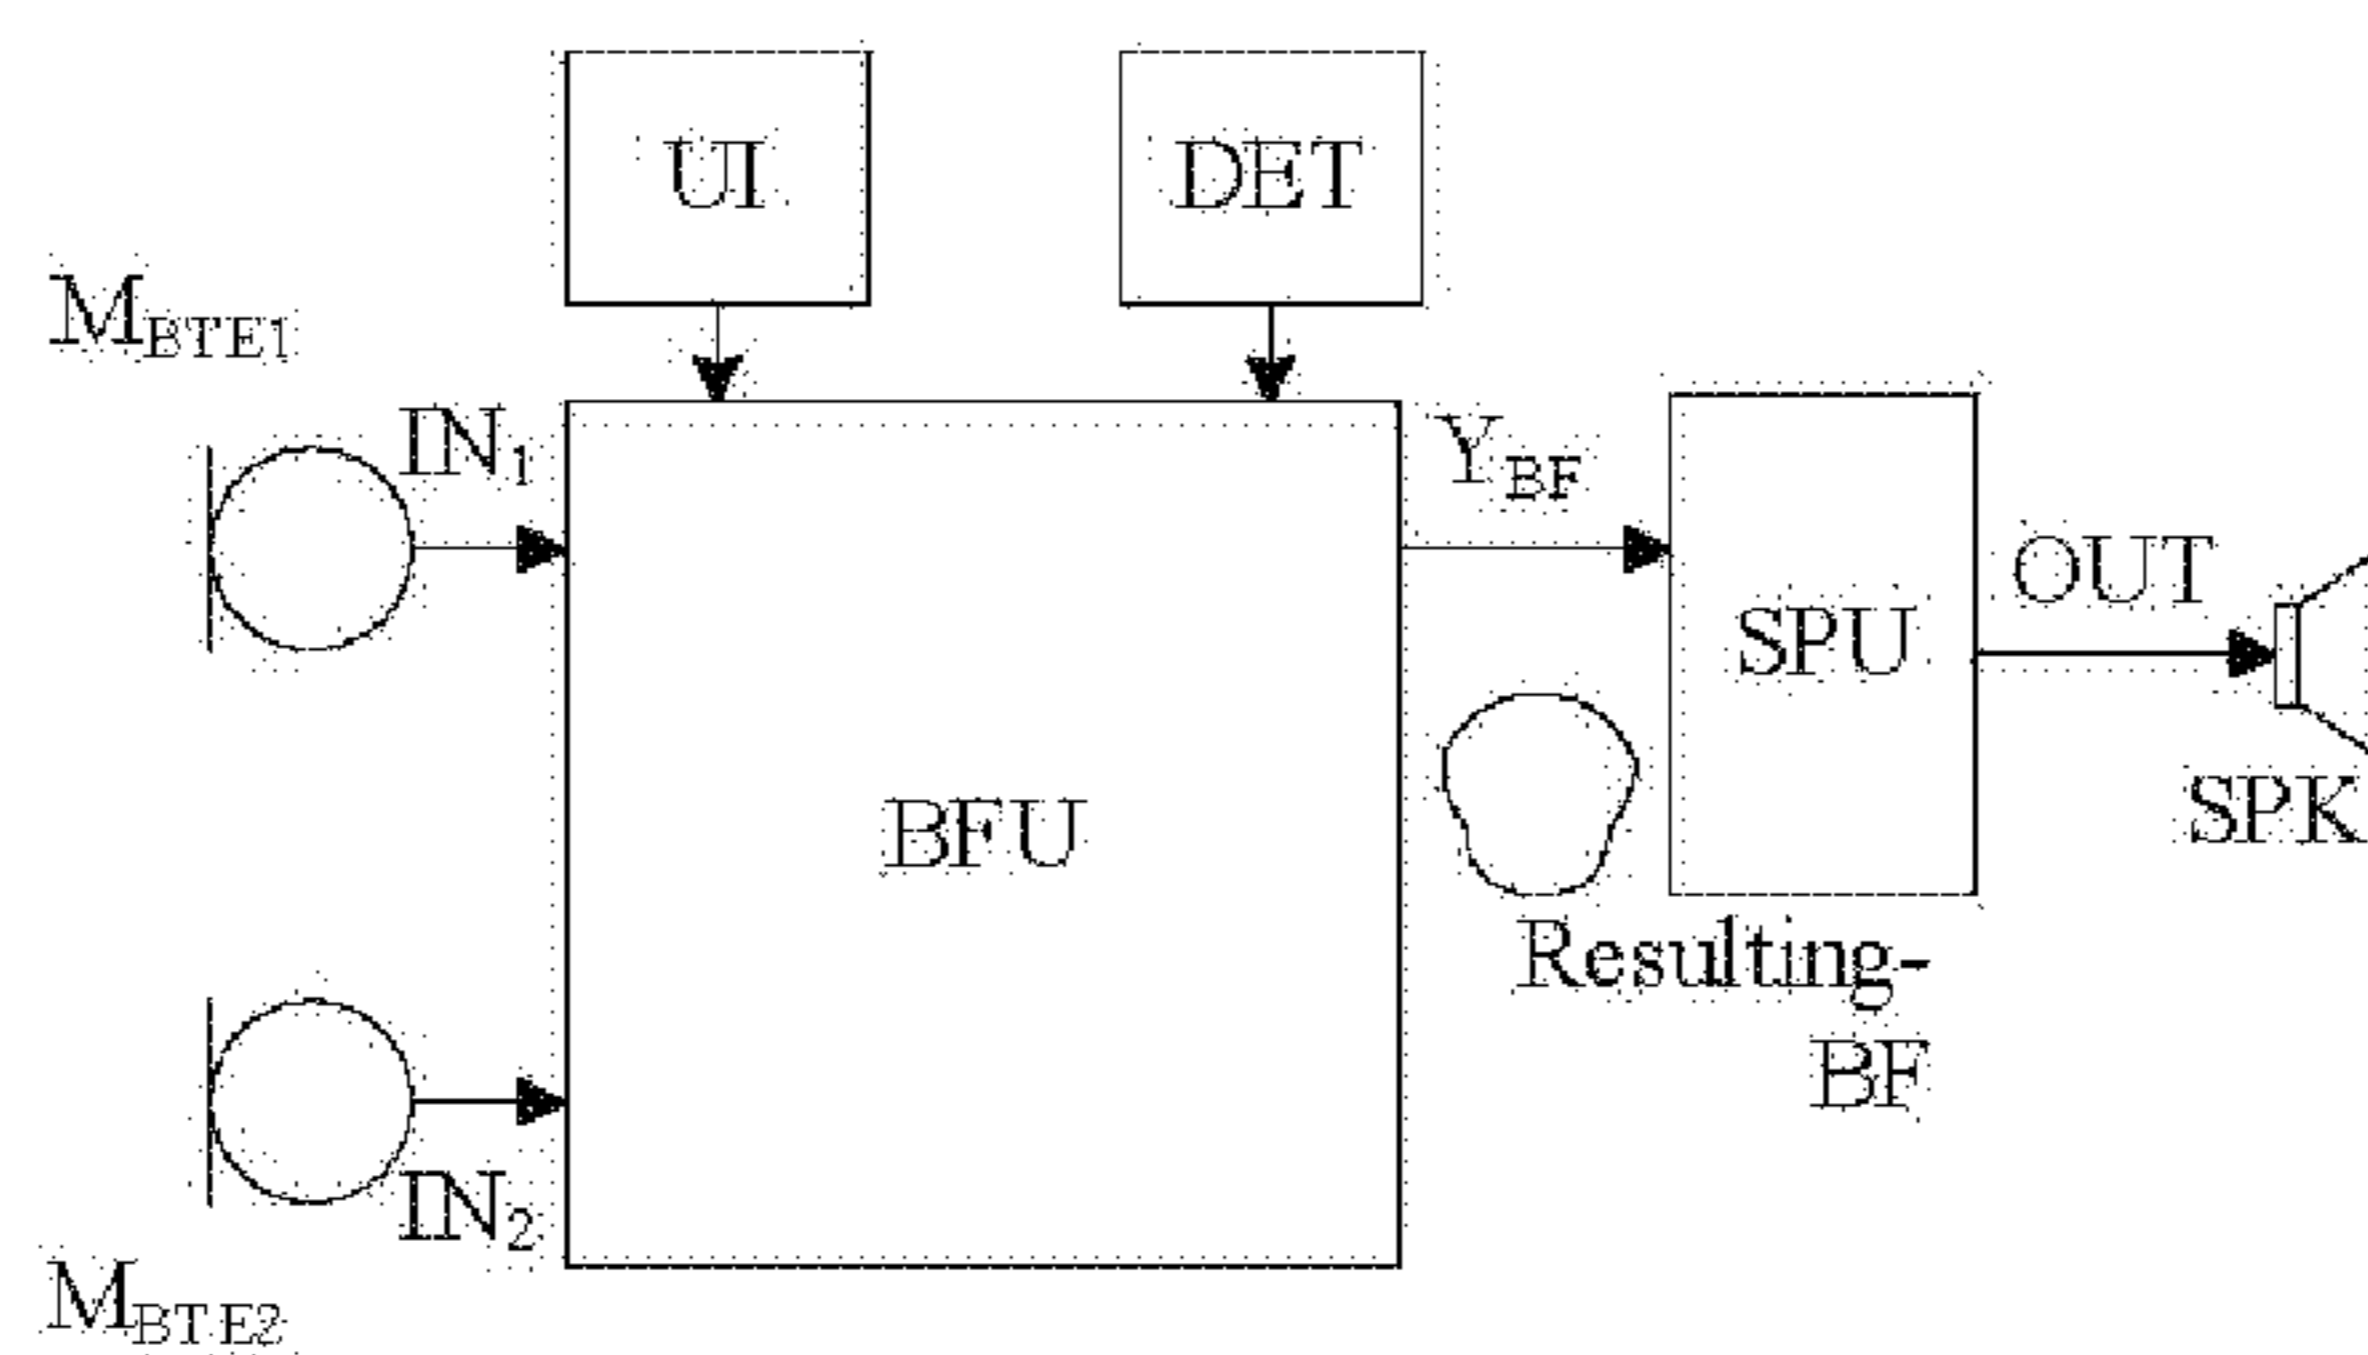 UI
DET
MBTE1
IN1
YBF
OUT
SPU
SPK
BFU
Resulting-
BF
IN2
MBTE2